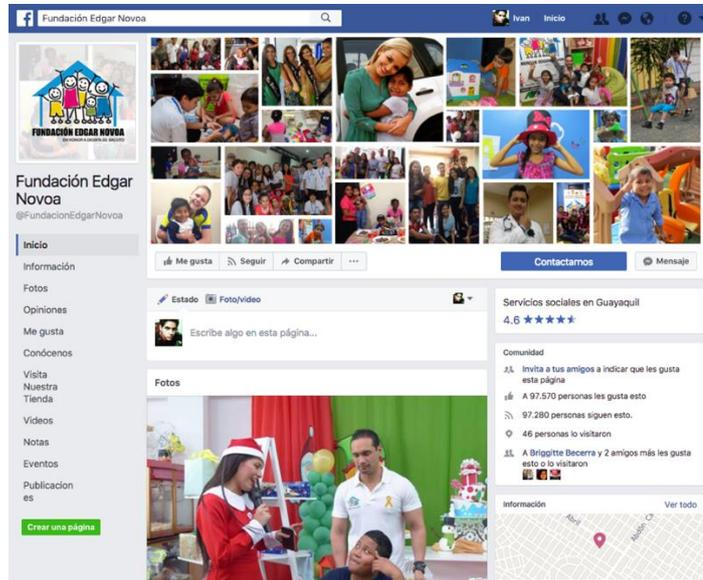 Fundación Edgar Novoa
Ivan Inicio
FUNDACIÓN EDGAR NOVOA
Fundación Edgar
Novoa
@FundacionEdgarNovoa
Inicio
Información
Fotos
Opiniones
Me gusta
Conócenos
Visita
Nuestra
Tienda
Videos
Notas
Eventos
Publicacion
es
Crear una página
Me gusta Seguir Compartir
Contactarnos Mensaje
Estado Foto/video
Escribe algo en esta página...
Fotos
Servicios sociales en Guayaquil
4.6
Comunidad
Invita a tus amigos a indicar que les gusta
esta página
A 97.570 personas les gusta esto
97.280 personas siguen esto.
46 personas lo visitaron
A Briggitte Becerra y 2 amigos más les gusta
esto o lo visitaron
Información Ver todo
Abril